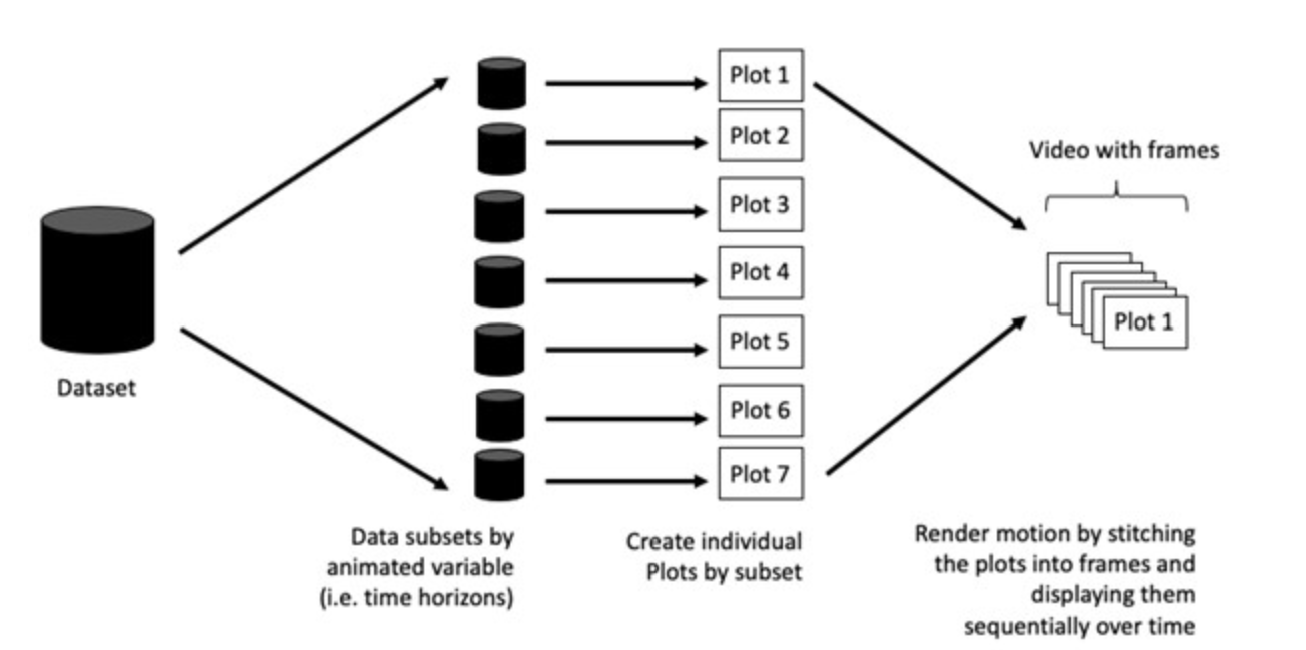 Dataset
Data subsets by
animated variable
(i.e. time horizons)
Plot 1
Plot 2
Plot 3
Plot 4
Plot 5
Plot 6
Plot 7
Create individual
Plots by subset
Video with frames
Plot 1
Render motion by stitching
the plots into frames and
displaying them
sequentially over time